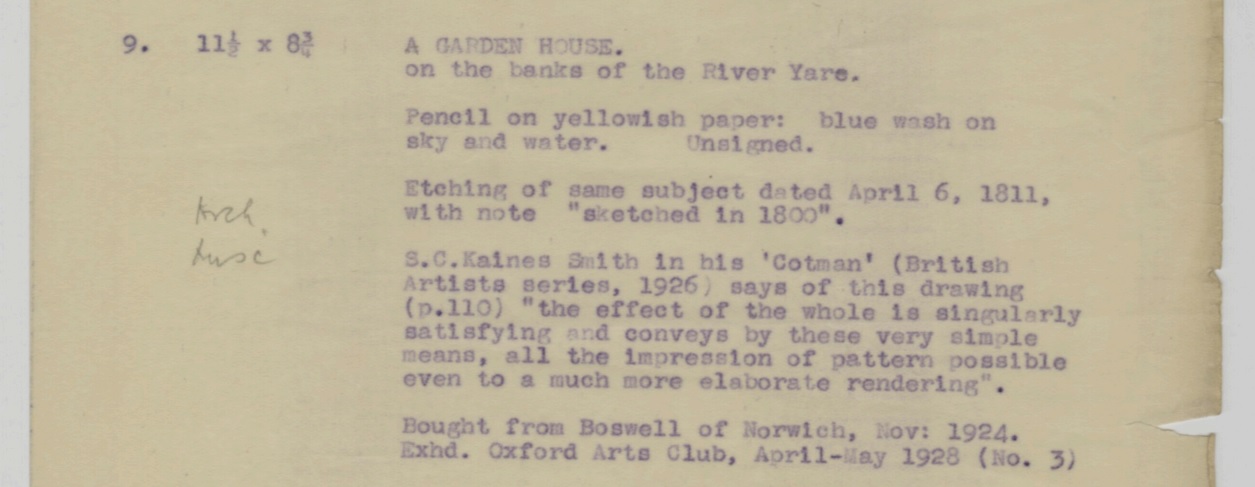 9. 11½ x 8¾ A GARDEN HOUSE.
on the banks of the River Yare.
Pencil on yellowish paper: blue wash on
sky and water. Unsigned.
Etching of same subject dated April 6, 1811,
with note "sketched in 1800".
Arch.
S.C.Kaines Smith in his 'Cotman' (British
Artists series, 1926) says of this drawing
(p.110) "the effect of the whole is singularly
satisfying and conveys by these very simple
means, all the impression of pattern possible
even to a much more elaborate rendering".
Bought from Boswell of Norwich, Nov: 1924.
Exhd. Oxford Arts Club, April-May 1928 (No. 3)